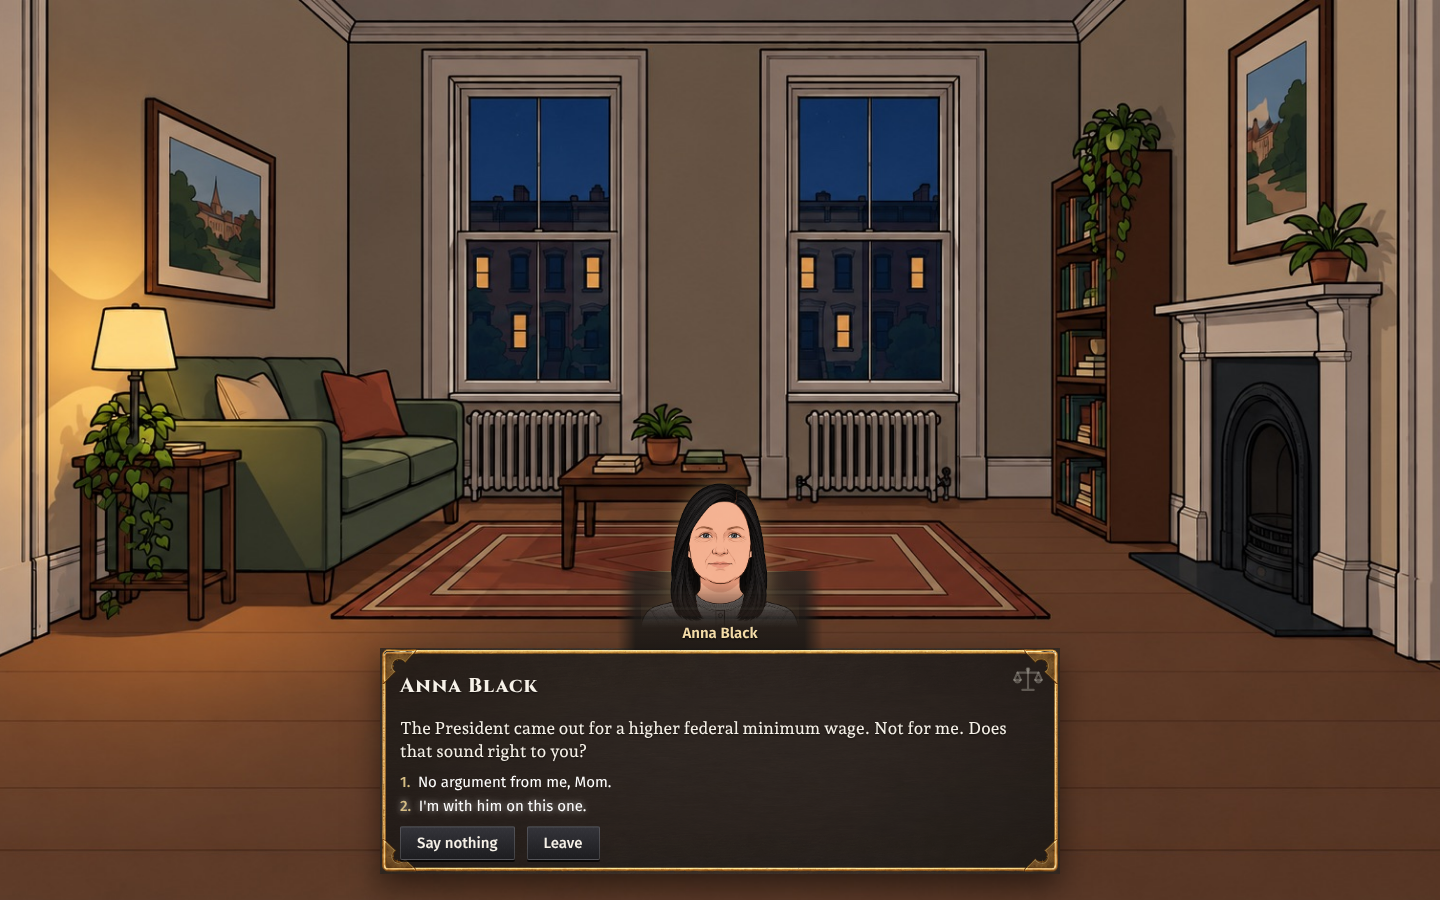 Anna Black
Anna Black
The President came out for a higher federal minimum wage. Not for me. Does
that sound right to you?
1. No argument from me, Mom.
2. I'm with him on this one.
Say nothing
Leave